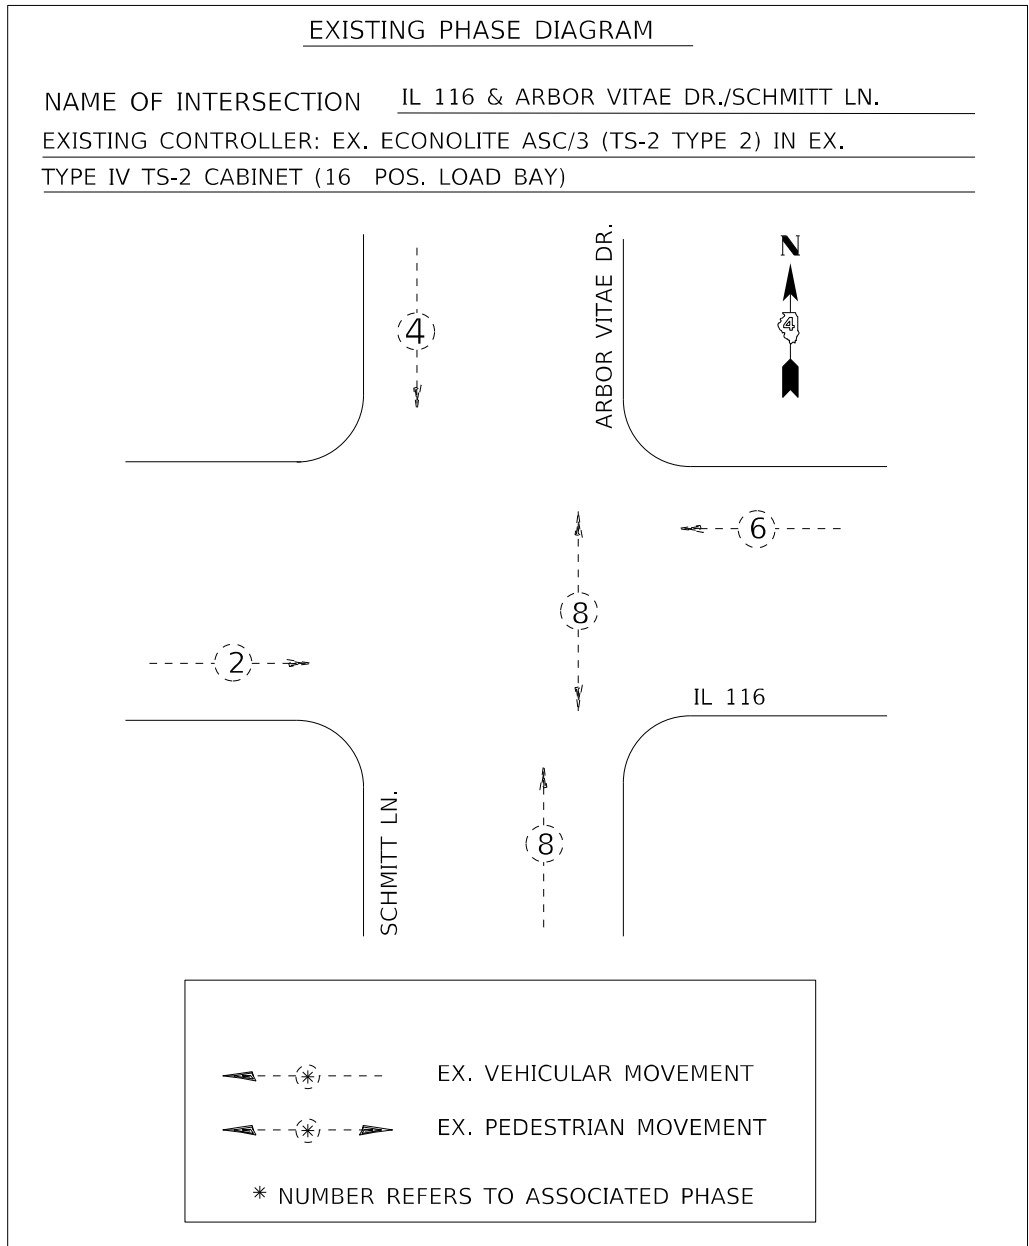 EXISTING PHASE DIAGRAM
NAME OF INTERSECTION IL 116 & ARBOR VITAE DR./SCHMITT LN.
EXISTING CONTROLLER: EX. ECONOLITE ASC/3 (TS-2 TYPE 2) IN EX.
TYPE IV TS-2 CABINET (16 POS. LOAD BAY)
N
4
ARBOR VITAE DR.
4
6
8
2
IL 116
SCHMITT LN.
8
* EX. VEHICULAR MOVEMENT
* EX. PEDESTRIAN MOVEMENT
* NUMBER REFERS TO ASSOCIATED PHASE